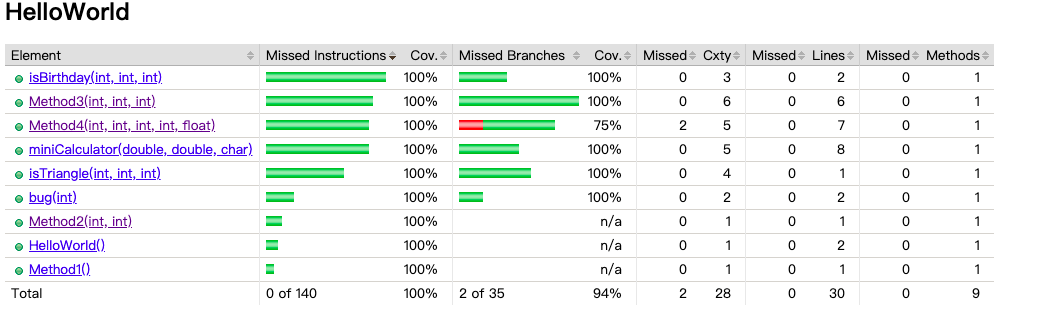 HelloWorld
Element Missed Instructions Cov. Missed Branches Cov. Missed Cxty Missed Lines Missed Methods
isBirthday(int, int, int) 100% 100% 0 3 0 2 0 1
Method3(int, int, int) 100% 100% 0 6 0 6 0 1
Method4(int, int, int, int, float) 100% 75% 2 5 0 7 0 1
miniCalculator(double, double, char) 100% 100% 0 5 0 8 0 1
isTriangle(int, int, int) 100% 100% 0 4 0 1 0 1
bug(int) 100% 100% 0 2 0 2 0 1
Method2(int, int) 100% n/a 0 1 0 1 0 1
HelloWorld() 100% n/a 0 1 0 2 0 1
Method1() 100% n/a 0 1 0 1 0 1
Total 0 of 140 100% 2 of 35 94% 2 28 0 30 0 9